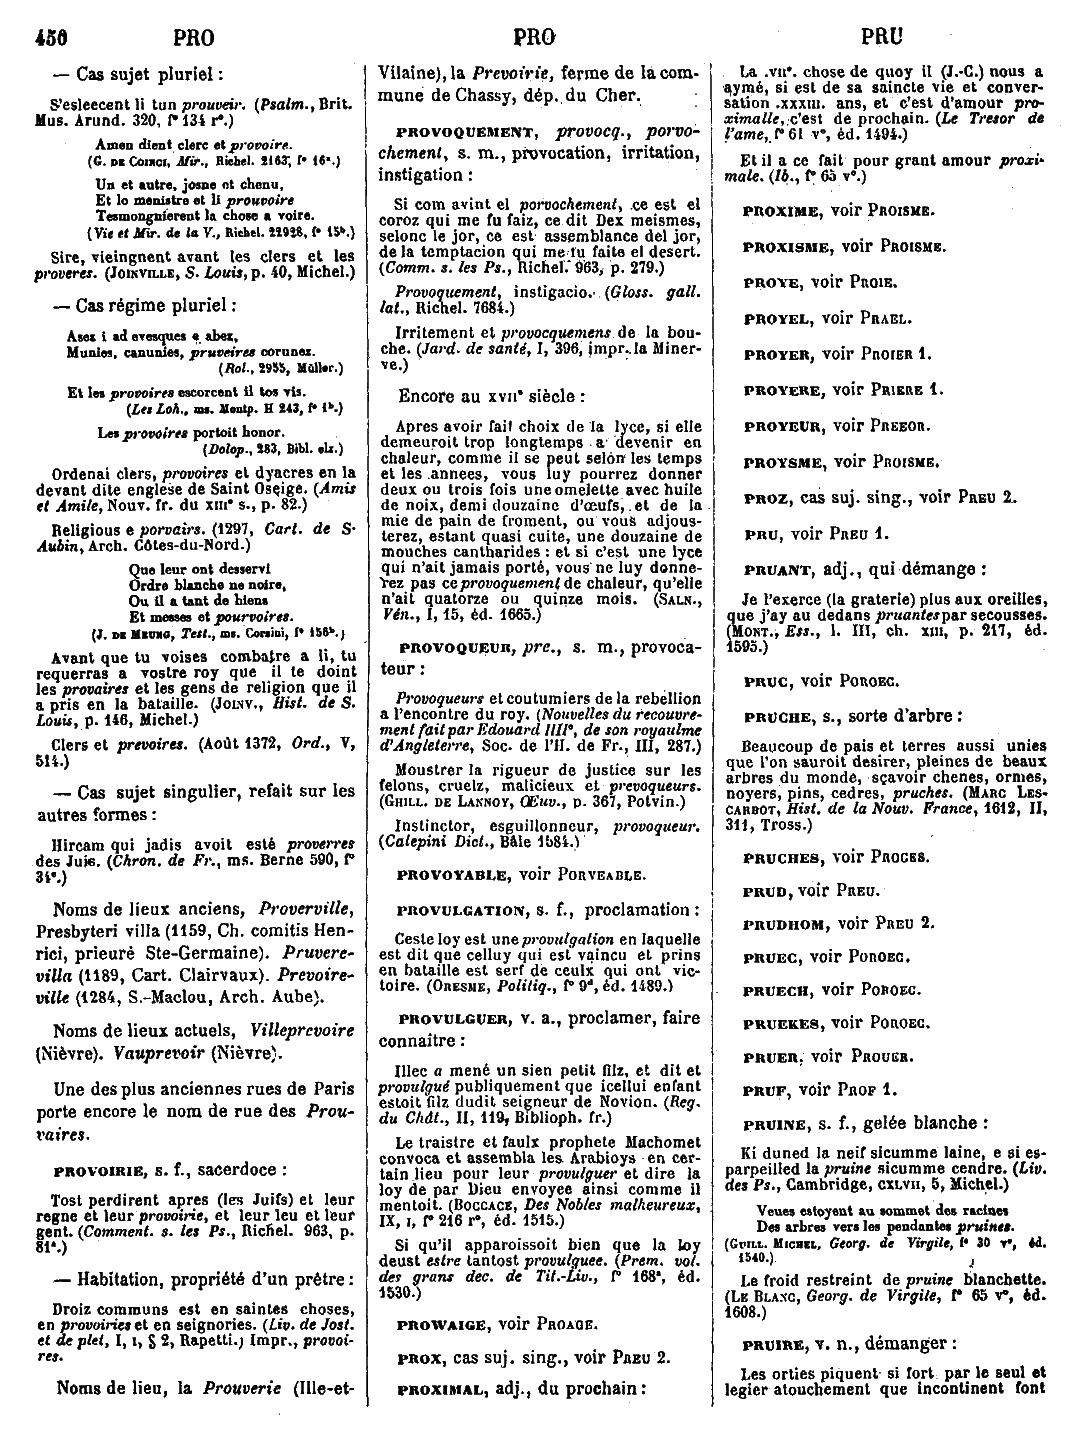 450 PRO PRO PRU
— Cas sujet pluriel :
S'esleecent li tun prouveir. (Psalm., Brit.
Mus. Arund. 320, f° 134 r°.)
Amen dient clerc et provoire.
(G. DE COINCI, Mir., Richel. 2163, f° 16ᵃ.)
Un et autre, josne et chenu,
Et lo menistre et li prouvoire
Tesmongnierent la chose a voire.
(Vie et Mir. de la V., Richel. 22928, f° 15ᵇ.)
Sire, vieingnent avant les clers et les
proveres. (JOINVILLE, S. Louis, p. 40, Michel.)
— Cas régime pluriel :
Asez i ad evesques e abez,
Munies, canunies, pruveires corunez.
(Rol., 2955, Müller.)
Et les provoires escorcent il tos vis.
(Les Loh., ms. Montp. H 243, f° 1ᵇ.)
Les provoires portoit honor.
(Dolop., 283, Bibl. elz.)
Ordenai clers, provoires et dyacres en la
devant dite englese de Saint Oseige. (Amis
et Amile, Nouv. fr. du XIIIᵉ s., p. 82.)
Religious e porvairs. (1297, Cart. de S-
Aubin, Arch. Côtes-du-Nord.)
Que leur ont desservi
Ordre blanche ne noire,
Ou il a tant de biens
Et messes et pourvoires.
(J. DE MEUNG, Test., ms. Corsini, f° 156ᵇ.)
Avant que tu voises combatre a li, tu
requerras a vostre roy que il te doint
les provaires et les gens de religion que il
a pris en la bataille. (JOINV., Hist. de S.
Louis, p. 146, Michel.)
Clers et prevoires. (Août 1372, Ord., V,
514.)
— Cas sujet singulier, refait sur les
autres formes :
Hircam qui jadis avoit esté proverres
des Juis. (Chron. de Fr., ms. Berne 590, f°
34ᵃ.)
Noms de lieux anciens, Proverville,
Presbyteri villa (1159, Ch. comitis Hen-
rici, prieuré Ste-Germaine). Pruvere-
villa (1189, Cart. Clairvaux). Prevoire-
ville (1284, S.-Maclou, Arch. Aube).
Noms de lieux actuels, Villeprevoire
(Nièvre). Vauprevoir (Nièvre).
Une des plus anciennes rues de Paris
porte encore le nom de rue des Prou-
vaires.
PROVOIRIE, s. f., sacerdoce :
Tost perdirent apres (les Juifs) et leur
regne et leur provoirie, et leur leu et leur
gent. (Comment. s. les Ps., Richel. 963, p.
81ᵃ.)
— Habitation, propriété d'un prêtre :
Droiz communs est en saintes choses,
en provoiries et en seignories. (Liv. de Jost.
et de plet, I, I, § 2, Rapetti.) Impr., provoi-
res.
Noms de lieu, la Prouverie (Ille-et-
Vilaine), la Prevoirie, ferme de la com-
mune de Chassy, dép. du Cher.
PROVOQUEMENT, provocq., porvo-
chement, s. m., provocation, irritation,
instigation :
Si com avint el porvochement, ce est el
coroz qui me fu faiz, ce dit Dex meismes,
selonc le jor, ce est assemblance del jor,
de la temptacion qui me fu faite el desert.
(Comm. s. les Ps., Richel. 963, p. 279.)
Provoquement, instigacio. (Gloss. gall.
lat., Richel. 7684.)
Irritement et provocquemens de la bou-
che. (Jard. de santé, I, 396, impr. la Miner-
ve.)
Encore au XVIIᵉ siècle :
Apres avoir fait choix de la lyce, si elle
demeuroit trop longtemps a devenir en
chaleur, comme il se peut selon les temps
et les annees, vous luy pourrez donner
deux ou trois fois une omelette avec huile
de noix, demi douzaine d'œufs, et de la
mie de pain de froment, ou vous adjous-
terez, estant quasi cuite, une douzaine de
mouches cantharides : et si c'est une lyce
qui n'ait jamais porté, vous ne luy donne-
rez pas ce provoquement de chaleur, qu'elle
n'ait quatorze ou quinze mois. (SALN.,
Vén., I, 15, éd. 1665.)
PROVOQUEUR, pre., s. m., provoca-
teur :
Provoqueurs et coutumiers de la rebellion
a l'encontre du roy. (Nouvelles du recouvre-
ment fait par Edouard IIIIᵉ, de son royaulme
d'Angleterre, Soc. de l'H. de Fr., III, 287.)
Moustrer la rigueur de justice sur les
felons, cruelz, malicieux et prevoqueurs.
(GHILL. DE LANNOY, Œuv., p. 367, Potvin.)
Instinctor, esguillonneur, provoqueur.
(Calepini Dict., Bâle 1584.)
PROVOYABLE, voir PORVEABLE.
PROVULGATION, s. f., proclamation :
Ceste loy est une provulgation en laquelle
est dit que celluy qui est vaincu et prins
en bataille est serf de ceulx qui ont vic-
toire. (ORESME, Politiq., f° 9ᵈ, éd. 1489.)
PROVULGUER, v. a., proclamer, faire
connaître :
Illec a mené un sien petit filz, et dit et
provulqué publiquement que icellui enfant
estoit filz dudit seigneur de Novion. (Reg.
du Chât., II, 119, Biblioph. fr.)
Le traistre et faulx prophete Machomet
convoca et assembla les Arabioys en cer-
tain lieu pour leur provulguer et dire la
loy de par Dieu envoyee ainsi comme il
mentoit. (BOCCACE, Des Nobles malheureux,
IX, I, f° 216 r°, éd. 1515.)
Si qu'il apparoissoit bien que la loy
deust estre tantost provulguee. (Prem. vol.
des grans dec. de Tit.-Liv., f° 168ᵃ, éd.
1530.)
PROWAIGE, voir PROAGE.
PROX, cas suj. sing., voir PREU 2.
PROXIMAL, adj., du prochain :
La .VIIᵉ. chose de quoy il (J.-C.) nous a
aymé, si est de sa saincte vie et conver-
sation .XXXIII. ans, et c'est d'amour pro-
ximalle, c'est de prochain. (Le Tresor de
l'ame, f° 61 v°, éd. 1494.)
Et il a ce fait pour grant amour proxi-
male. (Ib., f° 65 v°.)
PROXIME, voir PROISME.
PROXISME, voir PROISME.
PROYE, voir PROIE.
PROYEL, voir PRAEL.
PROYER, voir PROIER 1.
PROYERE, voir PRIERE 1.
PROYEUR, voir PREEOR.
PROYSME, voir PROISME.
PROZ, cas suj. sing., voir PREU 2.
PRU, voir PREU 1.
PRUANT, adj., qui démange :
Je l'exerce (la graterie) plus aux oreilles,
que j'ay au dedans pruantes par secousses.
(MONT., Ess., l. III, ch. XIII, p. 217, éd.
1595.)
PRUC, voir POROEC.
PRUCHE, s., sorte d'arbre :
Beaucoup de pais et terres aussi unies
que l'on sauroit desirer, pleines de beaux
arbres du monde, sçavoir chenes, ormes,
noyers, pins, cedres, pruches. (MARC LES-
CARBOT, Hist. de la Nouv. France, 1612, II,
311, Tross.)
PRUCHES, voir PROCES.
PRUD, voir PREU.
PRUDHOM, voir PREU 2.
PRUEC, voir POROEC.
PRUECH, voir POROEC.
PRUEKES, voir POROEC.
PRUER, voir PROUER.
PRUF, voir PROF 1.
PRUINE, s. f., gelée blanche :
Ki duned la neif sicumme laine, e si es-
parpeilled la pruine sicumme cendre. (Liv.
des Ps., Cambridge, CXLVII, 5, Michel.)
Veues estoyent au sommet des racines
Des arbres vers les pendantes pruines.
(GUILL. MICHEL, Georg. de Virgile, f° 30 v°, éd.
1540.)
Le froid restreint de pruine blanchette.
(LE BLANC, Georg. de Virgile, f° 65 v°, éd.
1608.)
PRUIRE, v. n., démanger :
Les orties piquent si fort par le seul et
legier atouchement que incontinent font